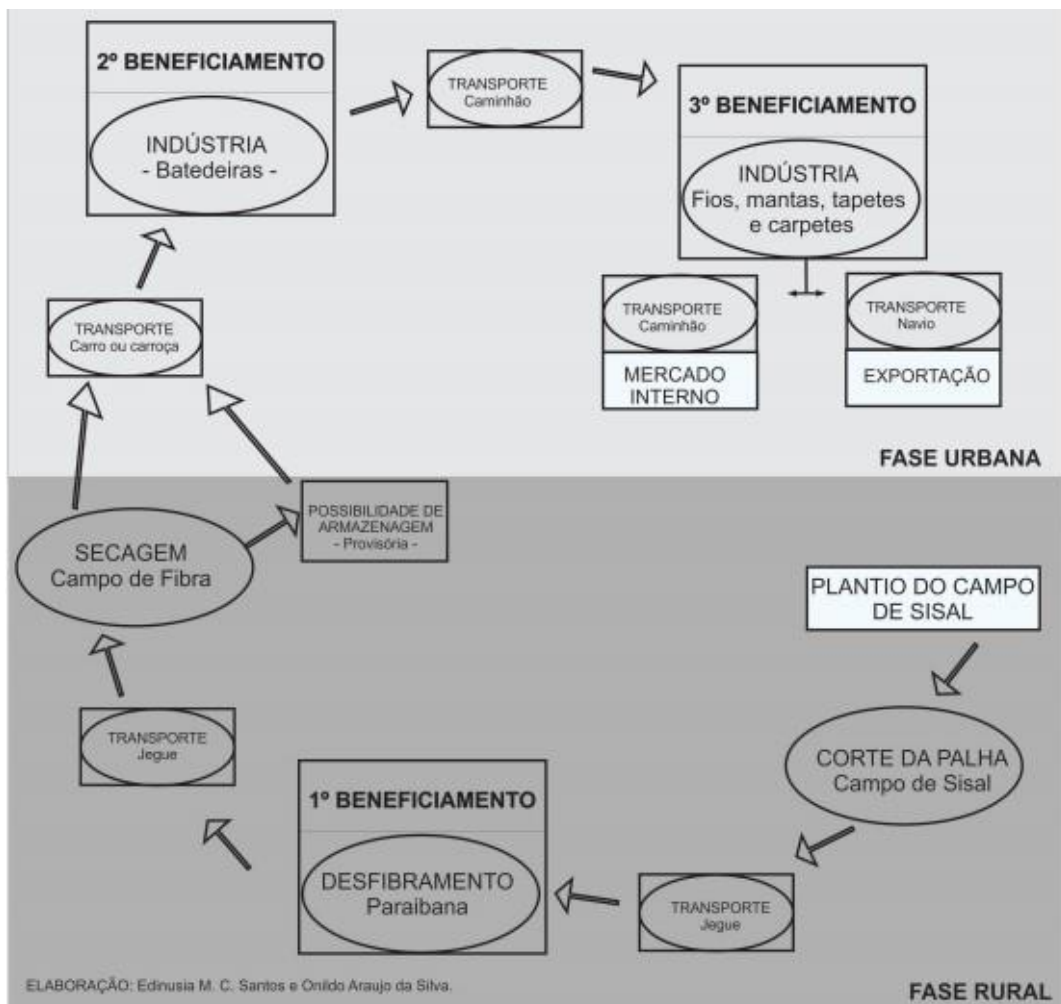 2º BENEFICIAMENTO
INDÚSTRIA
- Batedeiras -
TRANSPORTE
Caminhão
3º BENEFICIAMENTO
INDÚSTRIA
Fios, mantas, tapetes
e carpetes
TRANSPORTE
Carro ou carroça
TRANSPORTE
Caminhão
MERCADO
INTERNO
TRANSPORTE
Navio
EXPORTAÇÃO
FASE URBANA
SECAGEM
Campo de Fibra
POSSIBILIDADE DE
ARMAZENAGEM
- Provisória -
PLANTIO DO CAMPO
DE SISAL
CORTE DA PALHA
Campo de Sisal
TRANSPORTE
Jegue
1º BENEFICIAMENTO
DESFIBRAMENTO
Paraibana
TRANSPORTE
Jegue
ELABORAÇÃO: Edinusia M. C. Santos e Onildo Araujo da Silva.
FASE RURAL